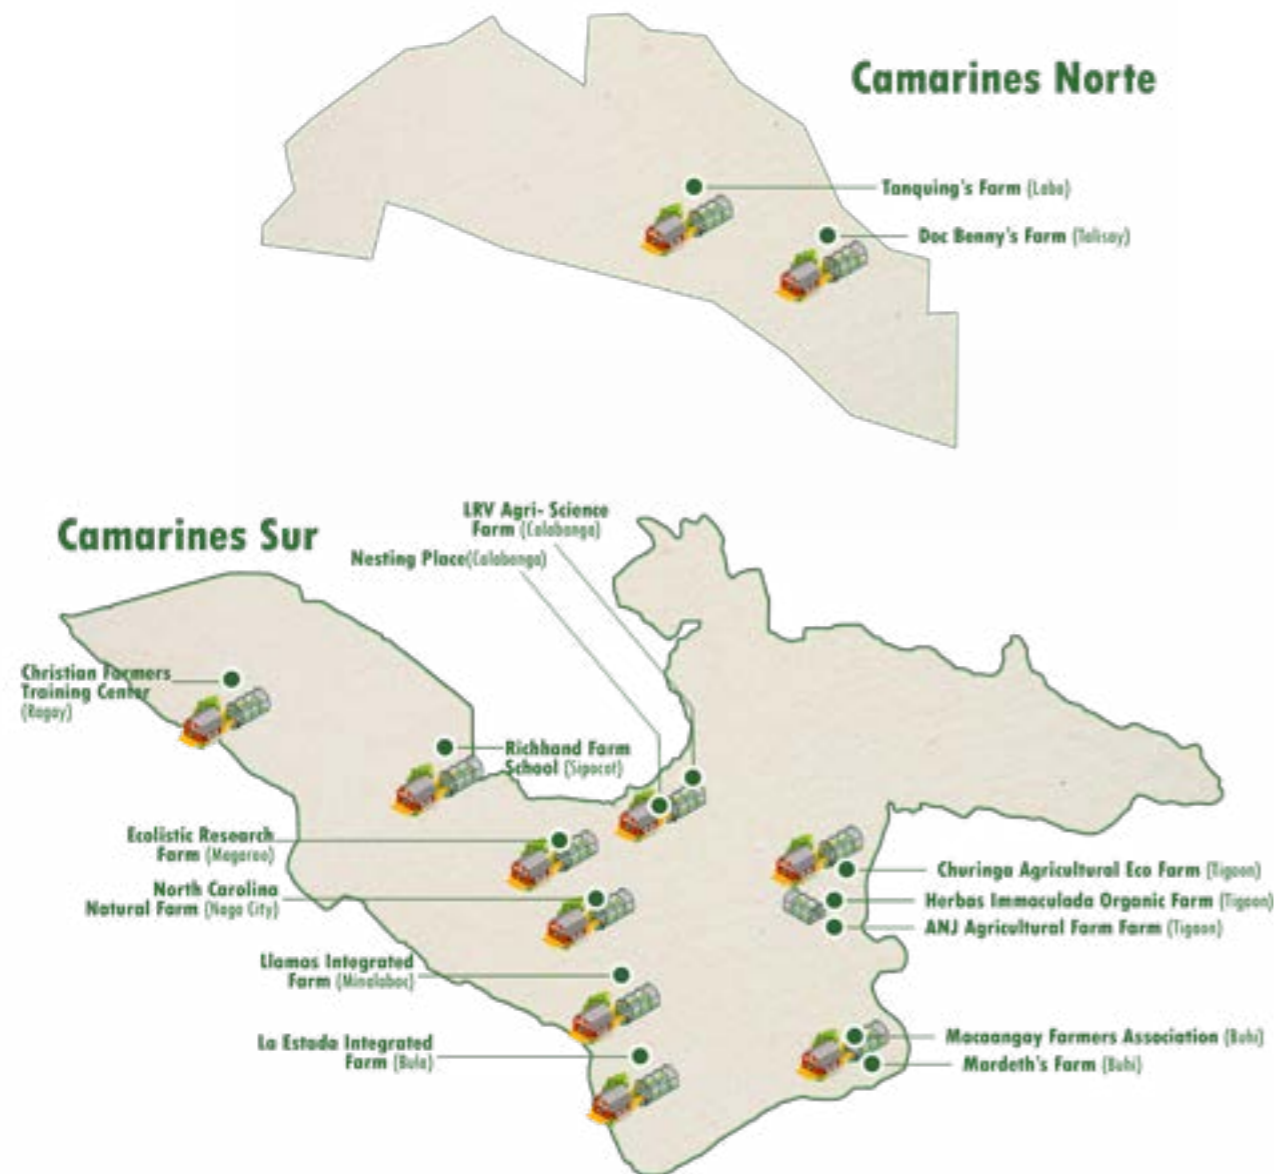 Camarines Norte
Tanquing's Farm (Labo)
Doc Benny's Farm (Talisay)
Camarines Sur
LRV Agri- Science
Farm (Calabanga)
Nesting Place(Calabanga)
Christian Farmers
Training Center
(Ragay)
Richhand Farm
School (Sipocot)
Ecolistic Research
Farm (Magarao)
North Carolina
Natural Farm (Naga City)
Llamas Integrated
Farm (Minalabac)
La Estada Integrated
Farm (Bula)
Churinga Agricultural Eco Farm (Tigaon)
Herbas Immaculada Organic Farm (Tigaon)
ANJ Agricultural Farm Farm (Tigaon)
Macaangay Farmers Association (Buhi)
Mardeth's Farm (Buhi)